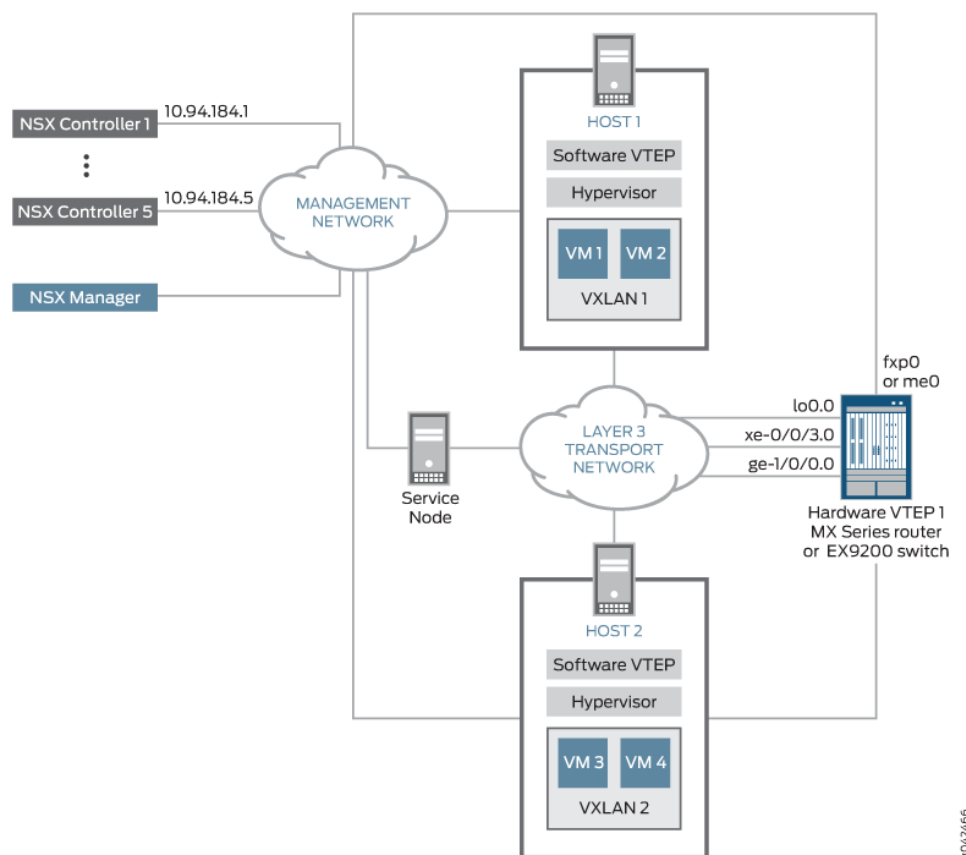 10.94.184.1
NSX Controller 1
10.94.184.5
NSX Controller 5
NSX Manager
MANAGEMENT
NETWORK
HOST 1
Software VTEP
Hypervisor
VM 1
VM 2
VXLAN 1
fxp0
or me0
lo0.0
xe-0/0/3.0
ge-1/0/0.0
LAYER 3
TRANSPORT
NETWORK
Service
Node
Hardware VTEP 1
MX Series router
or EX9200 switch
HOST 2
Software VTEP
Hypervisor
VM 3
VM 4
VXLAN 2
g042466